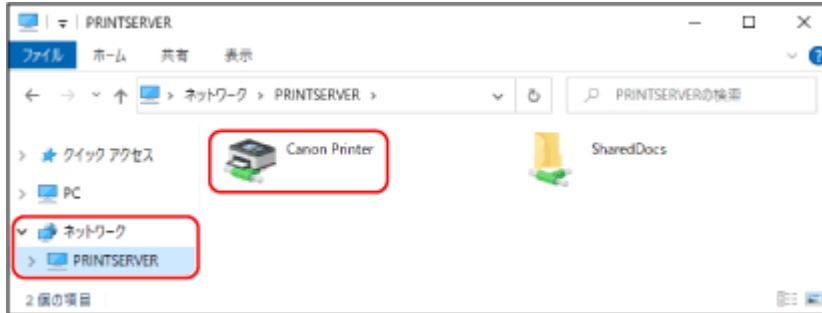 PRINTSERVER
ファイル ホーム 共有 表示
ネットワーク > PRINTSERVER > PRINTSERVERの検索
クイック アクセス
PC
ネットワーク
PRINTSERVER
Canon Printer
SharedDocs
2 個の項目